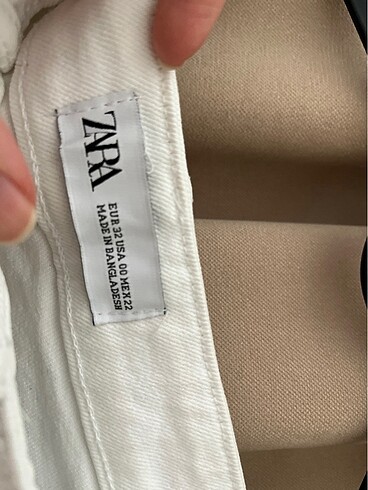 ZARA
EUR 32 USA 00 MEX 22
MADE IN BANGLADESH